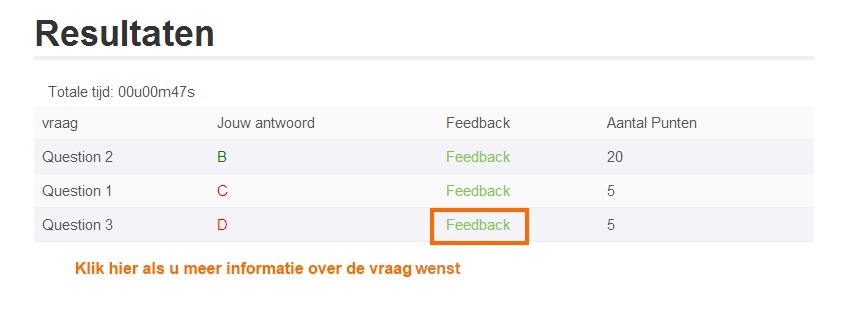 Resultaten
Totale tijd: 00u00m47s
vraag Jouw antwoord Feedback Aantal Punten
Question 2 B Feedback 20
Question 1 C Feedback 5
Question 3 D Feedback 5
Klik hier als u meer informatie over de vraag wenst